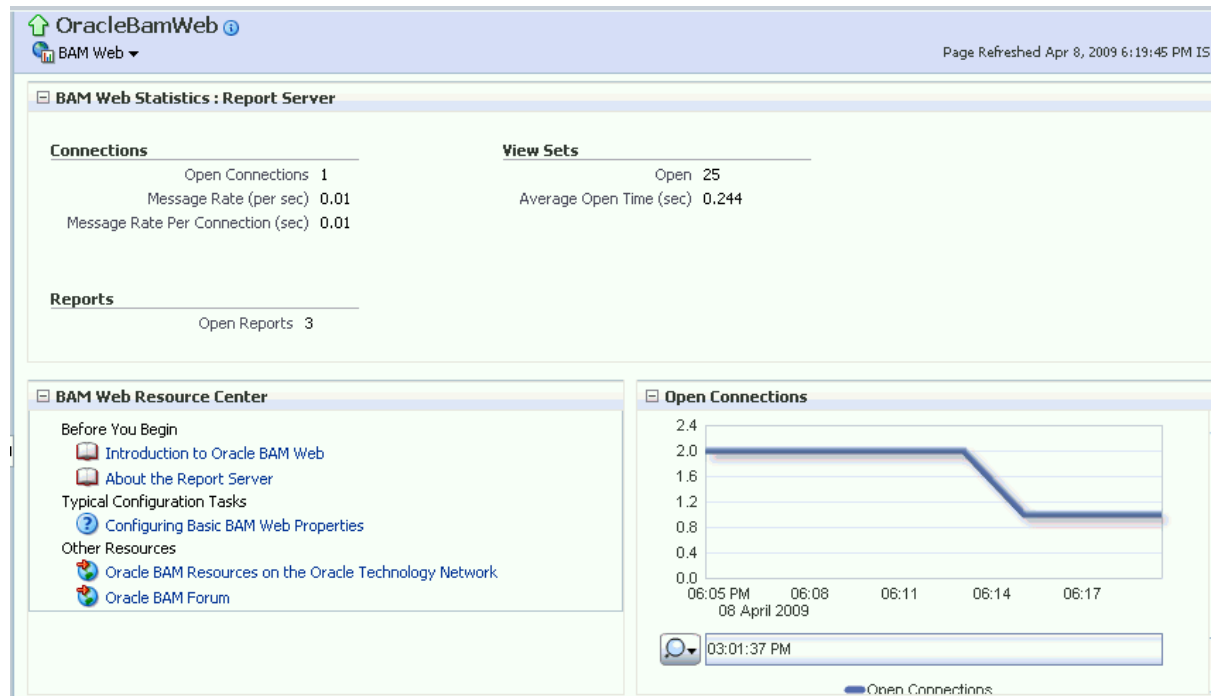 OracleBamWeb
BAM Web
Page Refreshed Apr 8, 2009 6:19:45 PM IS
BAM Web Statistics : Report Server
Connections
Open Connections 1
Message Rate (per sec) 0.01
Message Rate Per Connection (sec) 0.01
View Sets
Open 25
Average Open Time (sec) 0.244
Reports
Open Reports 3
BAM Web Resource Center
Before You Begin
Introduction to Oracle BAM Web
About the Report Server
Typical Configuration Tasks
Configuring Basic BAM Web Properties
Other Resources
Oracle BAM Resources on the Oracle Technology Network
Oracle BAM Forum
Open Connections
2.4
2.0
1.6
1.2
0.8
0.4
0.0
06:05 PM 06:08 06:11 06:14 06:17
08 April 2009
03:01:37 PM
Open Connections